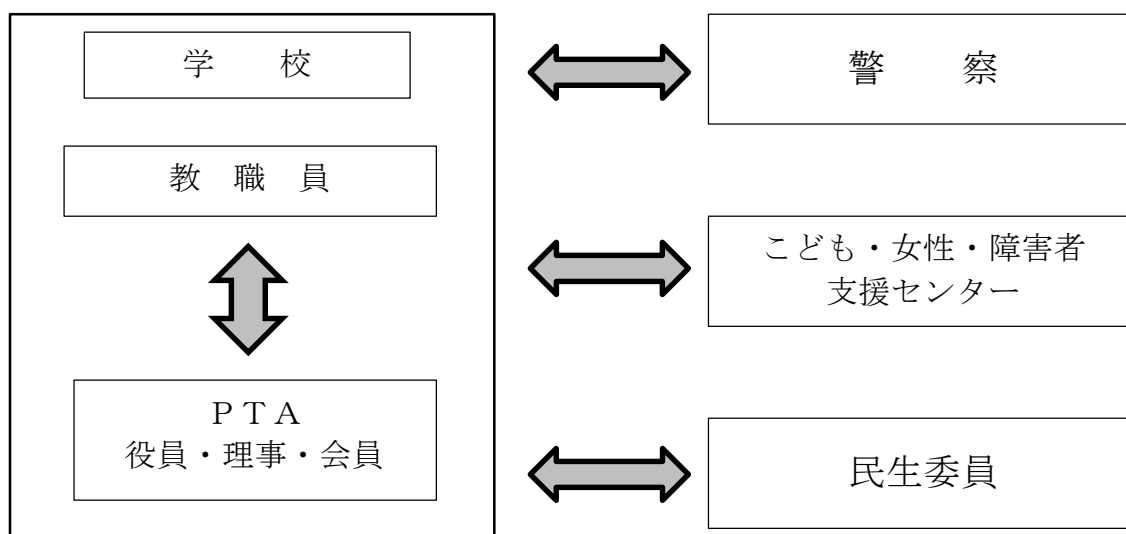 学　　校
教　職　員
ＰＴＡ
役員・理事・会員
警　　察
こども・女性・障害者
支援センター
民生委員